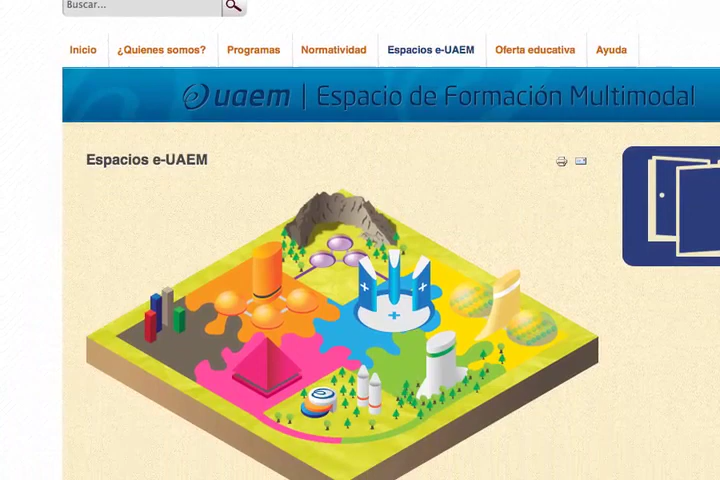 Buscar...
Inicio ¿Quienes somos? Programas Normatividad Espacios e-UAEM Oferta educativa Ayuda
e uaem | Espacio de Formación Multimodal
Espacios e-UAEM